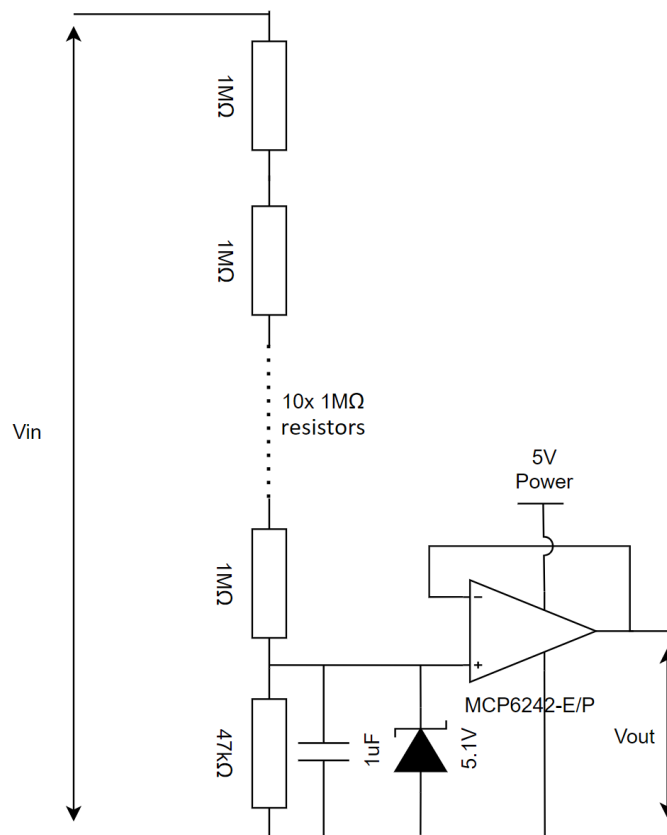 1MΩ
1MΩ
Vin
10x 1MΩ
resistors
5V
Power
1MΩ
−
+
MCP6242-E/P
47kΩ
1uF
5.1V
Vout